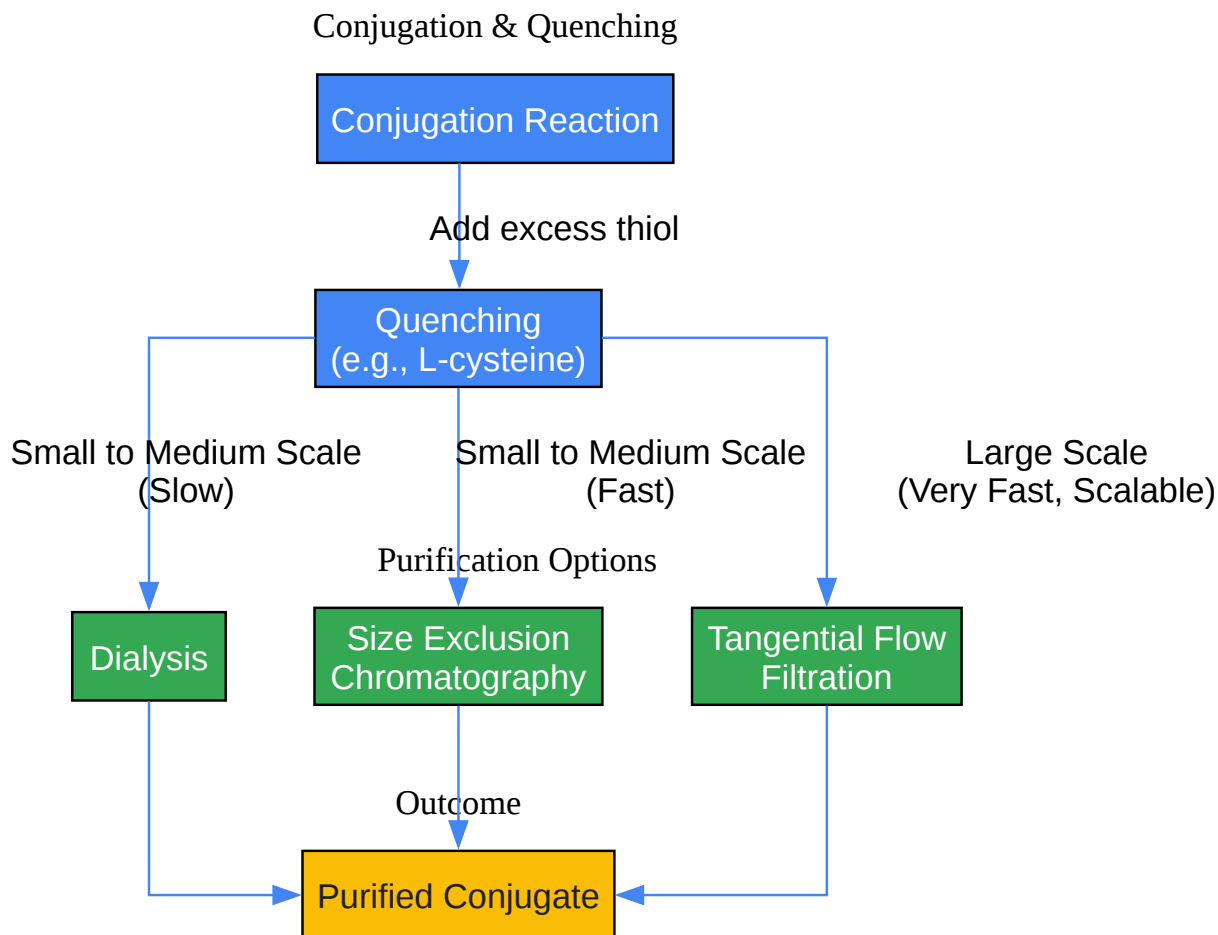 Conjugation & Quenching
Conjugation Reaction
Add excess thiol
Quenching
(e.g., L-cysteine)
Small to Medium Scale
(Slow)
Small to Medium Scale
(Fast)
Large Scale
(Very Fast, Scalable)
Purification Options
Dialysis
Size Exclusion
Chromatography
Tangential Flow
Filtration
Outcome
Purified Conjugate